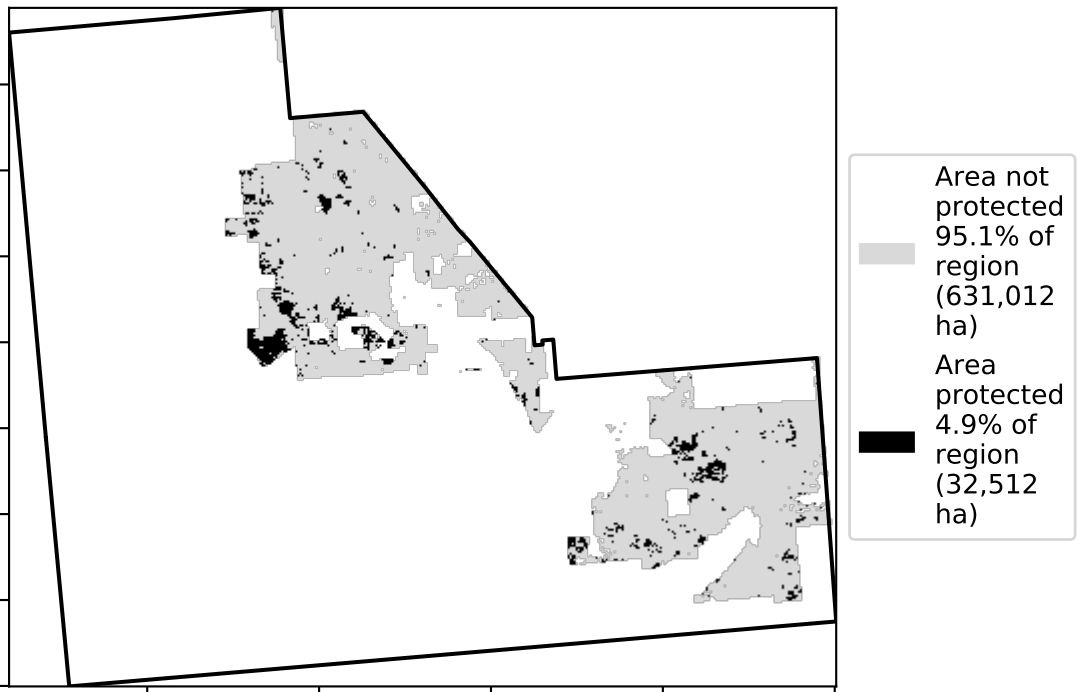 Area not
protected
95.1% of
region
(631,012
ha)
Area
protected
4.9% of
region
(32,512
ha)